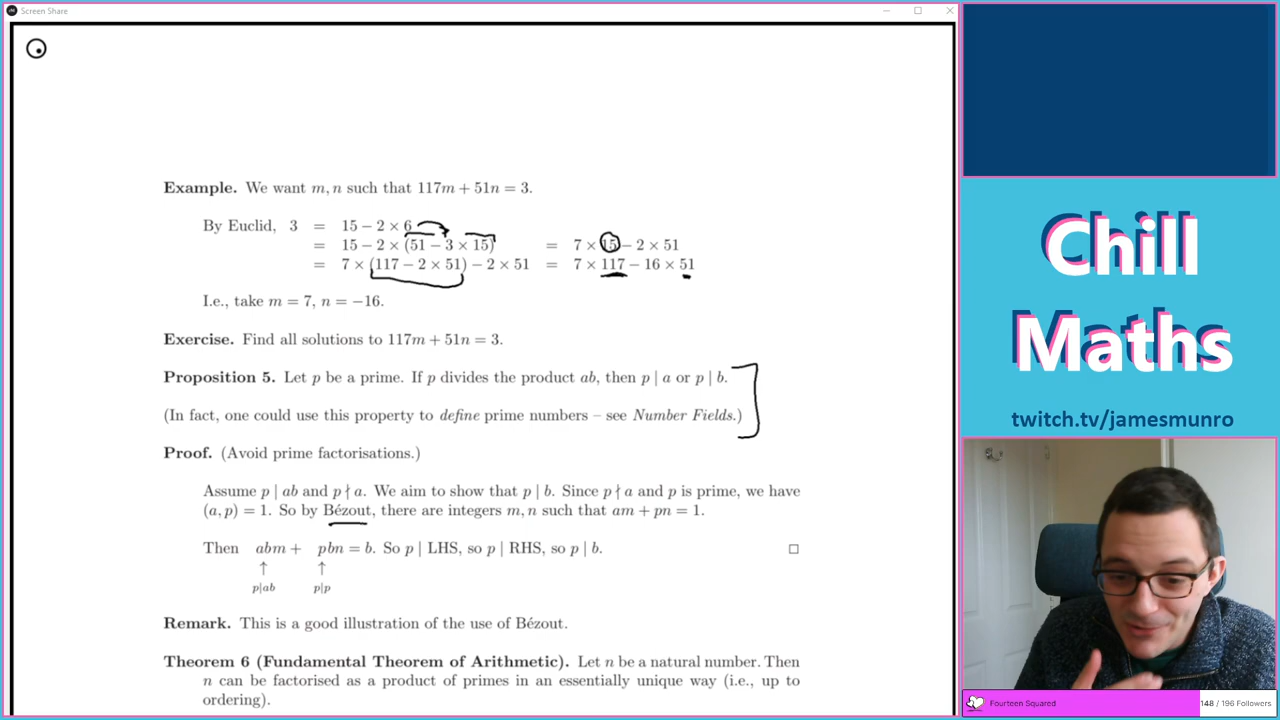 Screen Share
Example. We want m, n such that 117m + 51n = 3.
By Euclid, 3 = 15 − 2 × 6
= 15 − 2 × (51 − 3 × 15) = 7 × 15 − 2 × 51
= 7 × (117 − 2 × 51) − 2 × 51 = 7 × 117 − 16 × 51
I.e., take m = 7, n = −16.
Exercise. Find all solutions to 117m + 51n = 3.
Proposition 5. Let p be a prime. If p divides the product ab, then p | a or p | b.
(In fact, one could use this property to define prime numbers – see Number Fields.)
Proof. (Avoid prime factorisations.)
Assume p | ab and p ∤ a. We aim to show that p | b. Since p ∤ a and p is prime, we have
(a, p) = 1. So by Bézout, there are integers m, n such that am + pn = 1.
Then abm + pbn = b. So p | LHS, so p | RHS, so p | b. □
↑ ↑
p|ab p|p
Remark. This is a good illustration of the use of Bézout.
Theorem 6 (Fundamental Theorem of Arithmetic). Let n be a natural number. Then
n can be factorised as a product of primes in an essentially unique way (i.e., up to
ordering).
Chill
Maths
twitch.tv/jamesmunro
Fourteen Squared
148 / 196 Followers